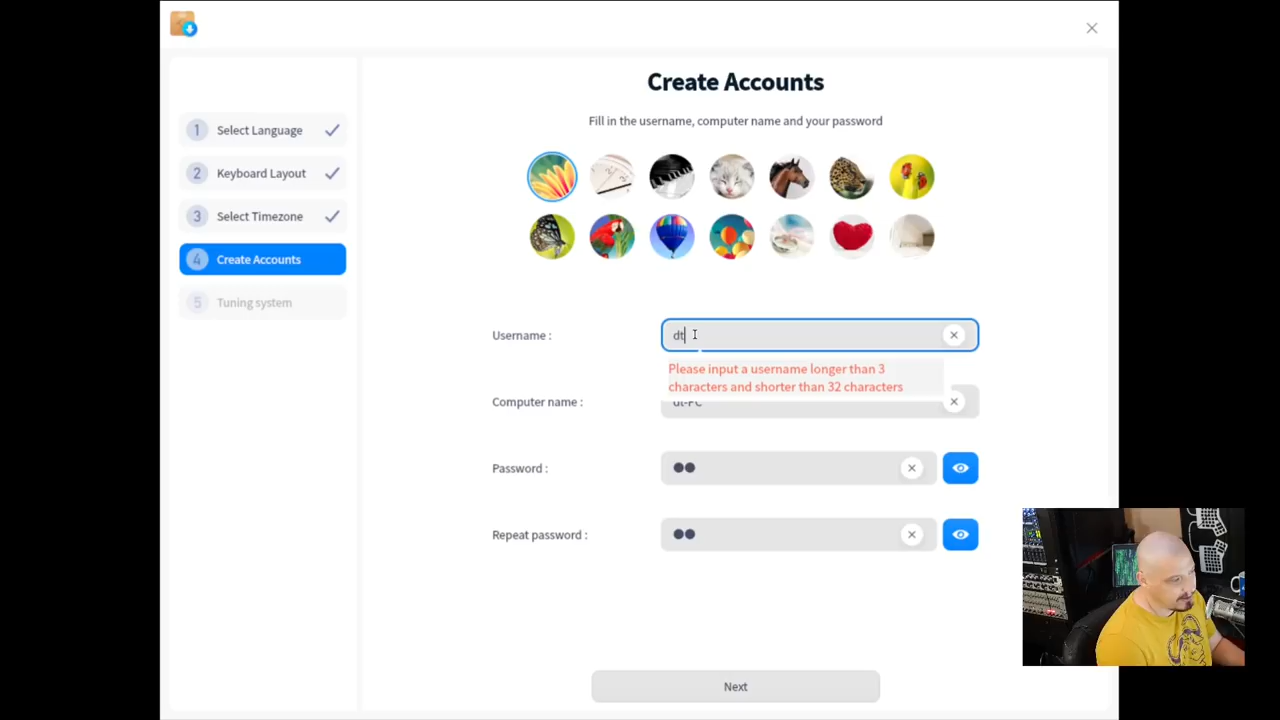 Create Accounts
Fill in the username, computer name and your password
1 Select Language
2 Keyboard Layout
3 Select Timezone
4 Create Accounts
5 Tuning system
Username :
dt
Please input a username longer than 3
characters and shorter than 32 characters
Computer name :
dt-PC
Password :
Repeat password :
Next